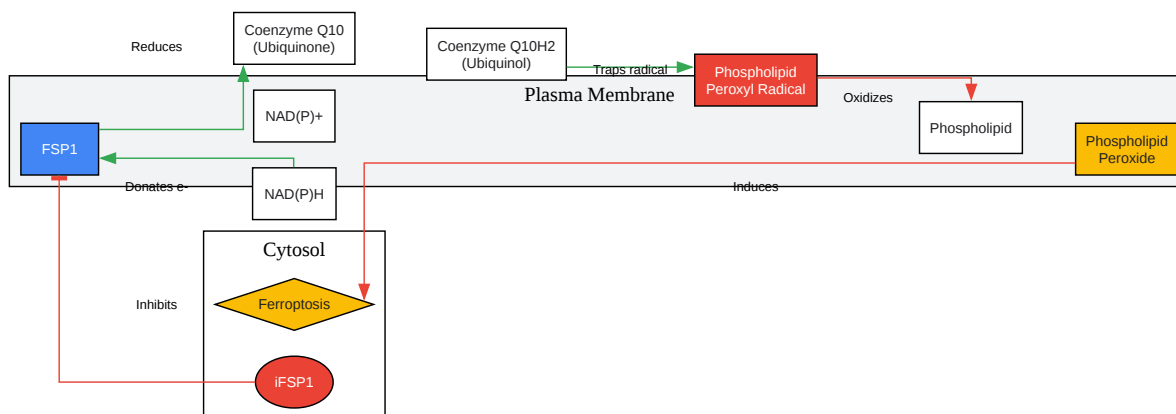 Coenzyme Q10
(Ubiquinone)
Reduces
Coenzyme Q10H2
(Ubiquinol)
Traps radical
Phospholipid
Peroxyl Radical
Plasma Membrane
Oxidizes
NAD(P)+
Phospholipid
FSP1
Phospholipid
Peroxide
Donates e-
NAD(P)H
Induces
Cytosol
Inhibits
Ferroptosis
iFSP1